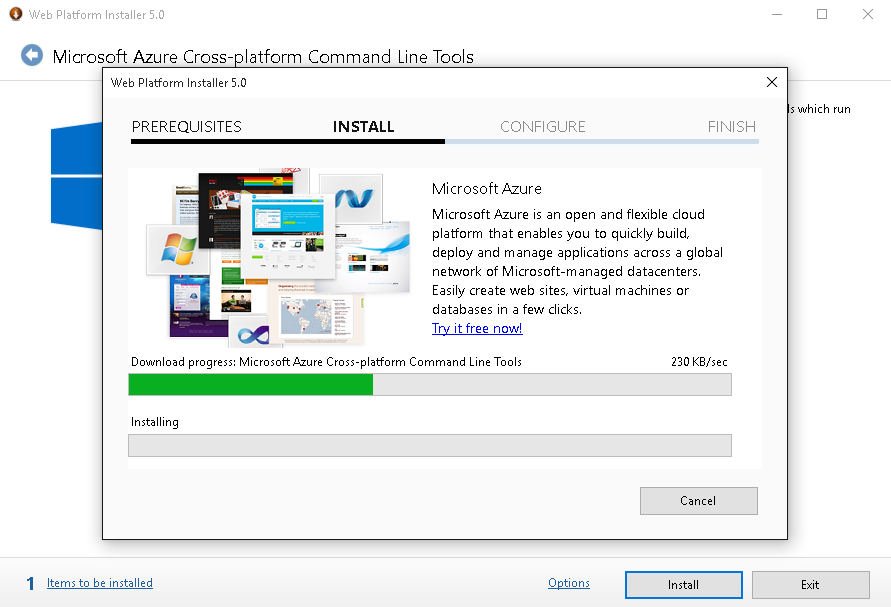 Web Platform Installer 5.0
Microsoft Azure Cross-platform Command Line Tools
ls which run
Web Platform Installer 5.0
PREREQUISITES INSTALL CONFIGURE FINISH
Microsoft Azure
Microsoft Azure is an open and flexible cloud
platform that enables you to quickly build,
deploy and manage applications across a global
network of Microsoft-managed datacenters.
Easily create web sites, virtual machines or
databases in a few clicks.
Try it free now!
Download progress: Microsoft Azure Cross-platform Command Line Tools 230 KB/sec
Installing
Cancel
1 Items to be installed Options Install Exit